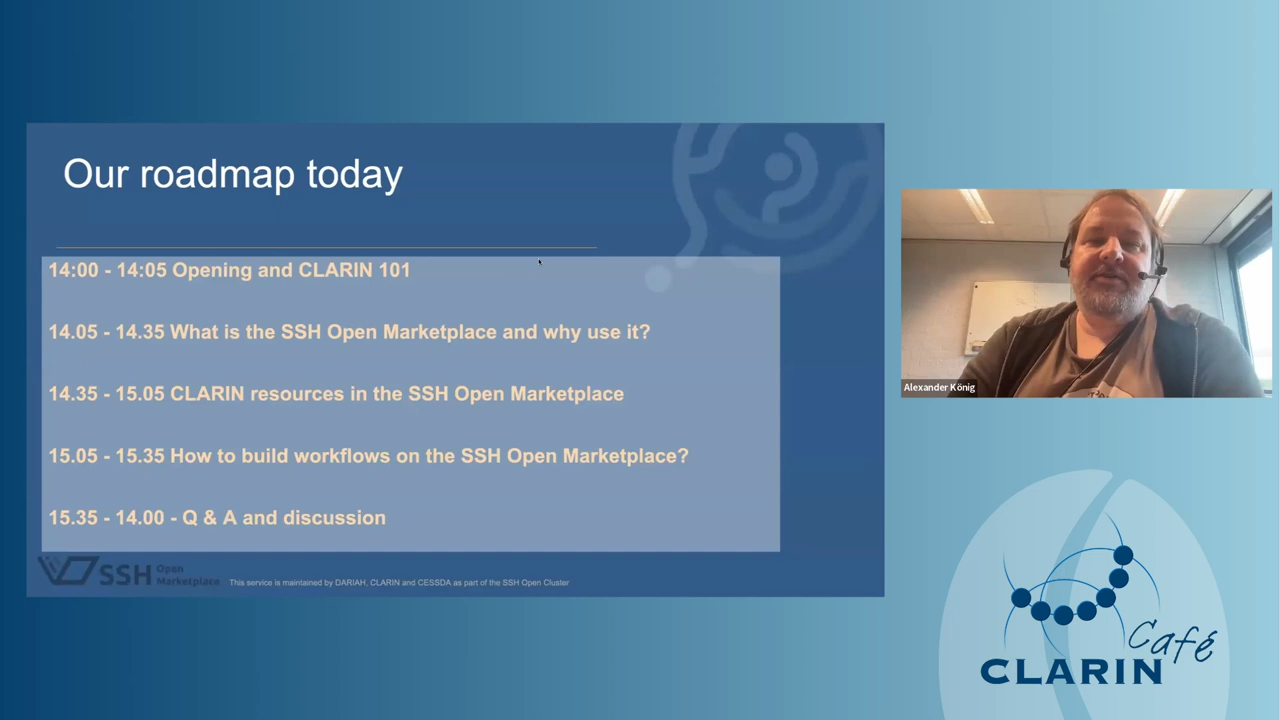 Our roadmap today
14:00 - 14:05 Opening and CLARIN 101
14.05 - 14.35 What is the SSH Open Marketplace and why use it?
14.35 - 15.05 CLARIN resources in the SSH Open Marketplace
15.05 - 15.35 How to build workflows on the SSH Open Marketplace?
15.35 - 14.00 - Q & A and discussion
SSH Open
Marketplace
This service is maintained by DARIAH, CLARIN and CESSDA as part of the SSH Open Cluster
Alexander König
Café
CLARIN